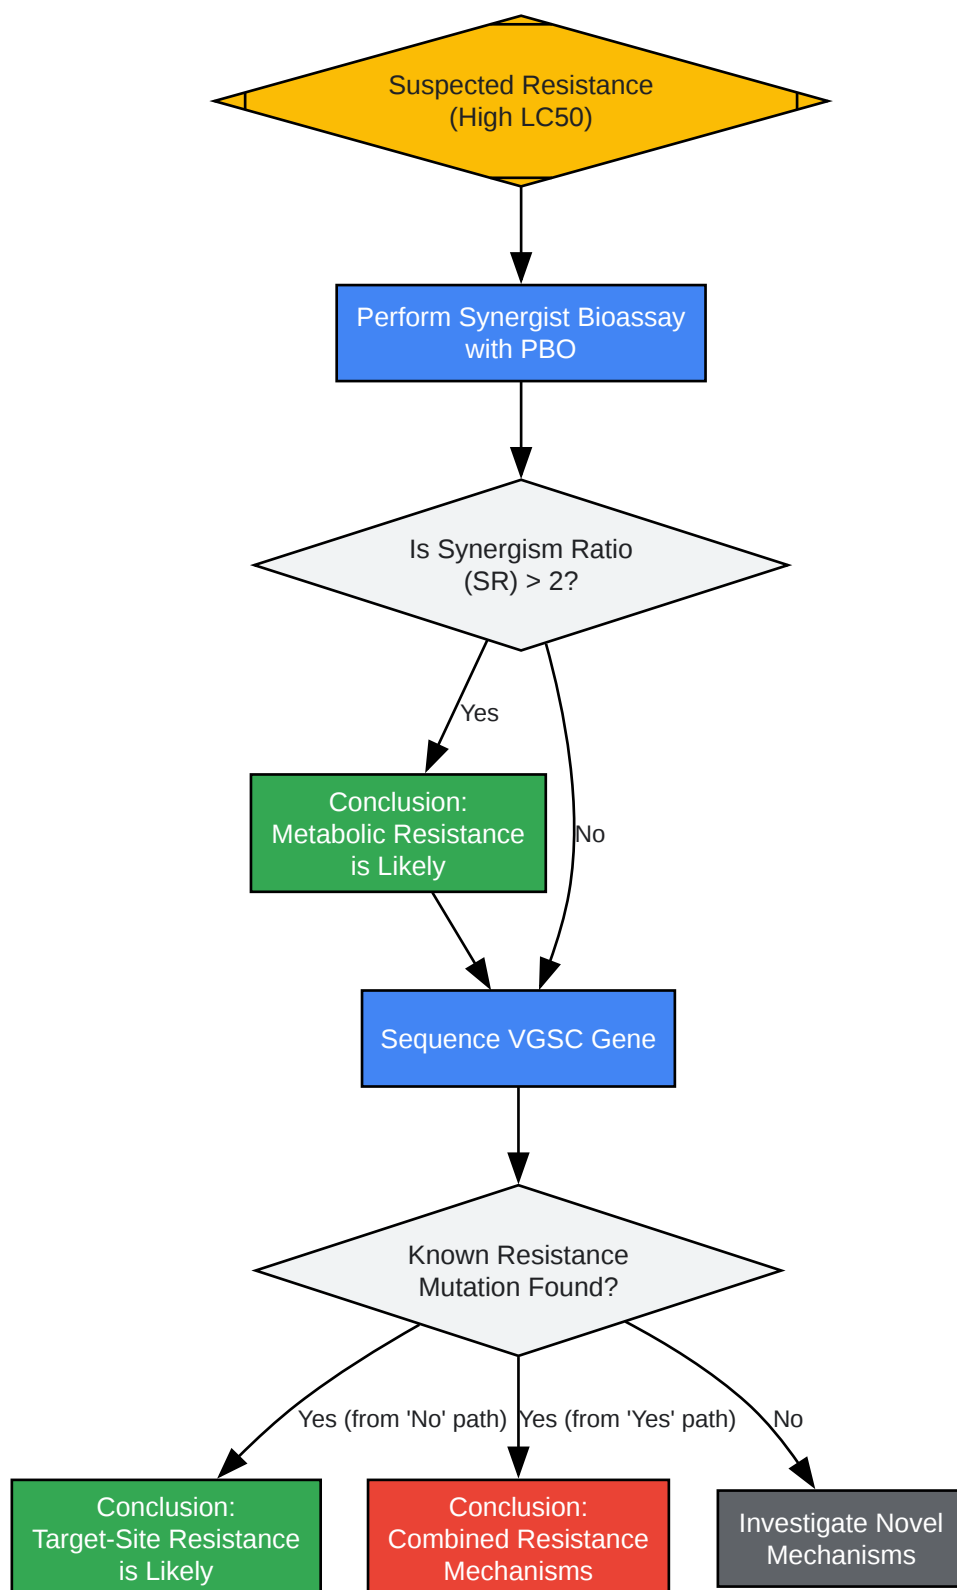 Suspected Resistance
(High LC50)
Perform Synergist Bioassay
with PBO
Is Synergism Ratio
(SR) > 2?
Yes
Conclusion:
Metabolic Resistance
is Likely
No
Sequence VGSC Gene
Known Resistance
Mutation Found?
Yes (from 'No' path)
Yes (from 'Yes' path)
No
Conclusion:
Target-Site Resistance
is Likely
Conclusion:
Combined Resistance
Mechanisms
Investigate Novel
Mechanisms